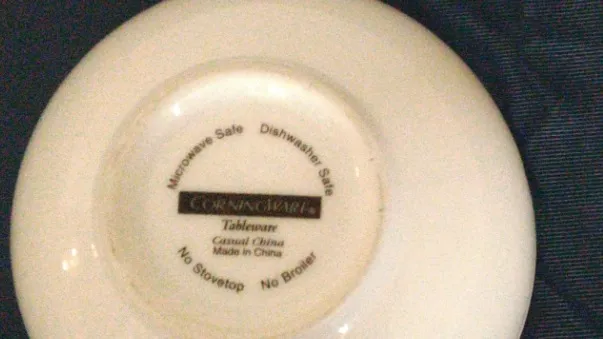 Microwave Safe Dishwasher Safe
CORNINGWARE®
Tableware
Casual China
Made in China
No Stovetop No Broiler